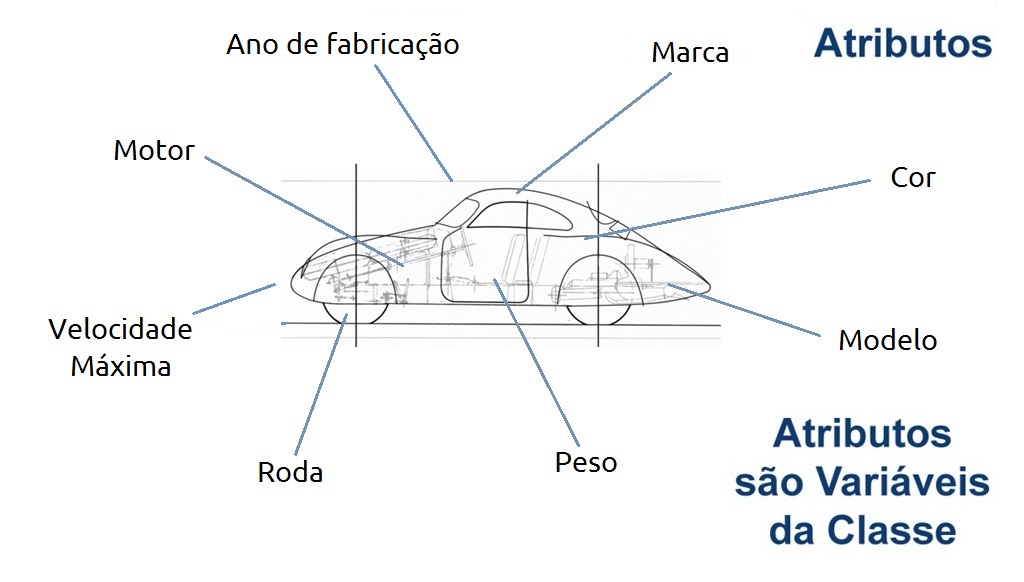 Atributos
Ano de fabricação
Marca
Motor
Cor
Velocidade
Máxima
Modelo
Roda
Peso
Atributos
são Variáveis
da Classe